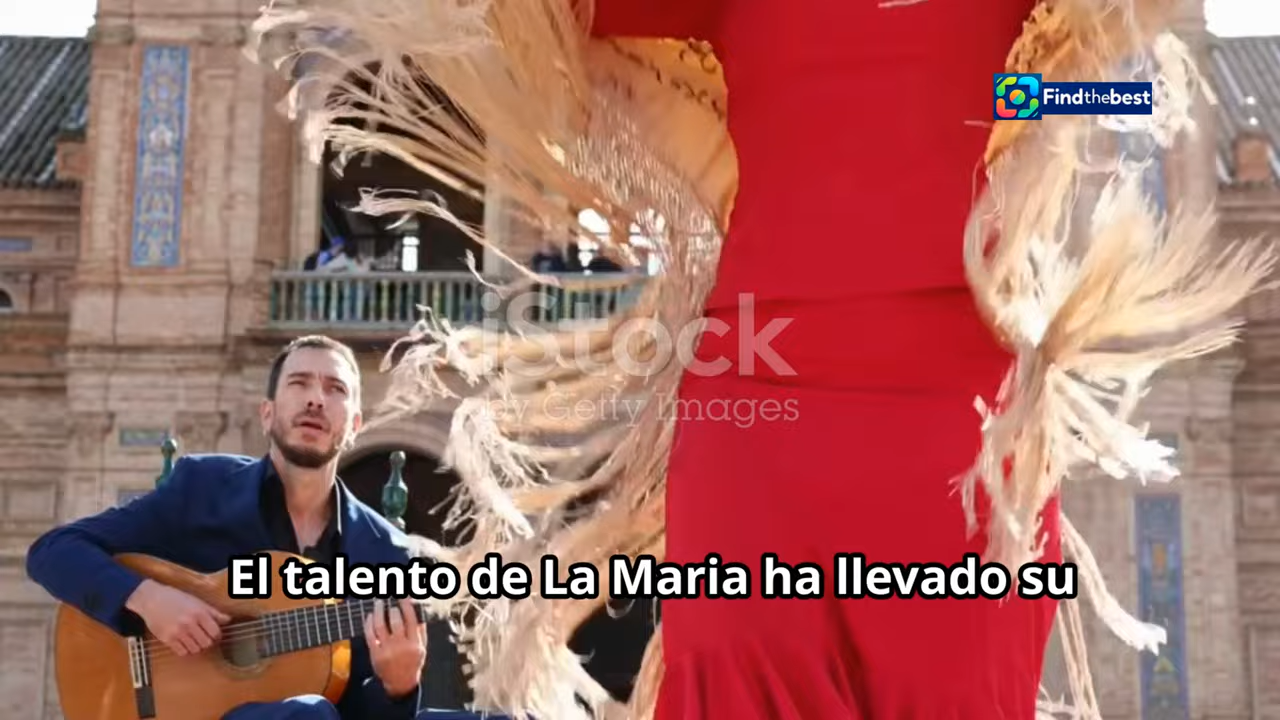 Findthebest
iStock
by Getty Images
El talento de La Maria ha llevado su